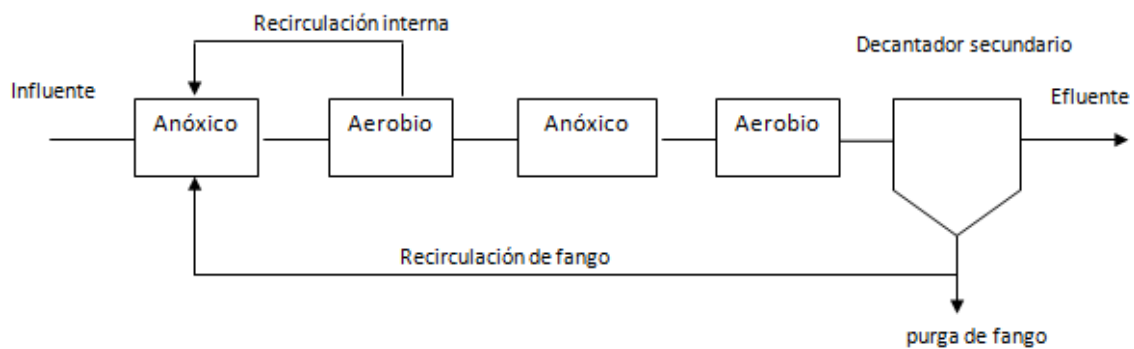 Recirculación interna
Decantador secundario
Influente
Efluente
Anóxico
Aerobio
Anóxico
Aerobio
Recirculación de fango
purga de fango